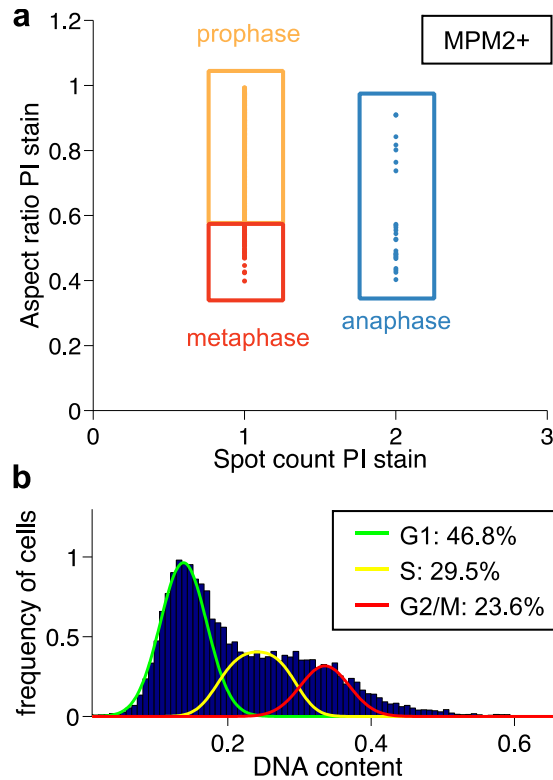 a
prophase
MPM2+
1.2
1
0.8
0.6
0.4
0.2
0
Aspect ratio PI stain
metaphase
anaphase
0
1
2
3
Spot count PI stain
b
frequency of cells
1
0.5
0
G1: 46.8%
S: 29.5%
G2/M: 23.6%
0.2
0.4
0.6
DNA content